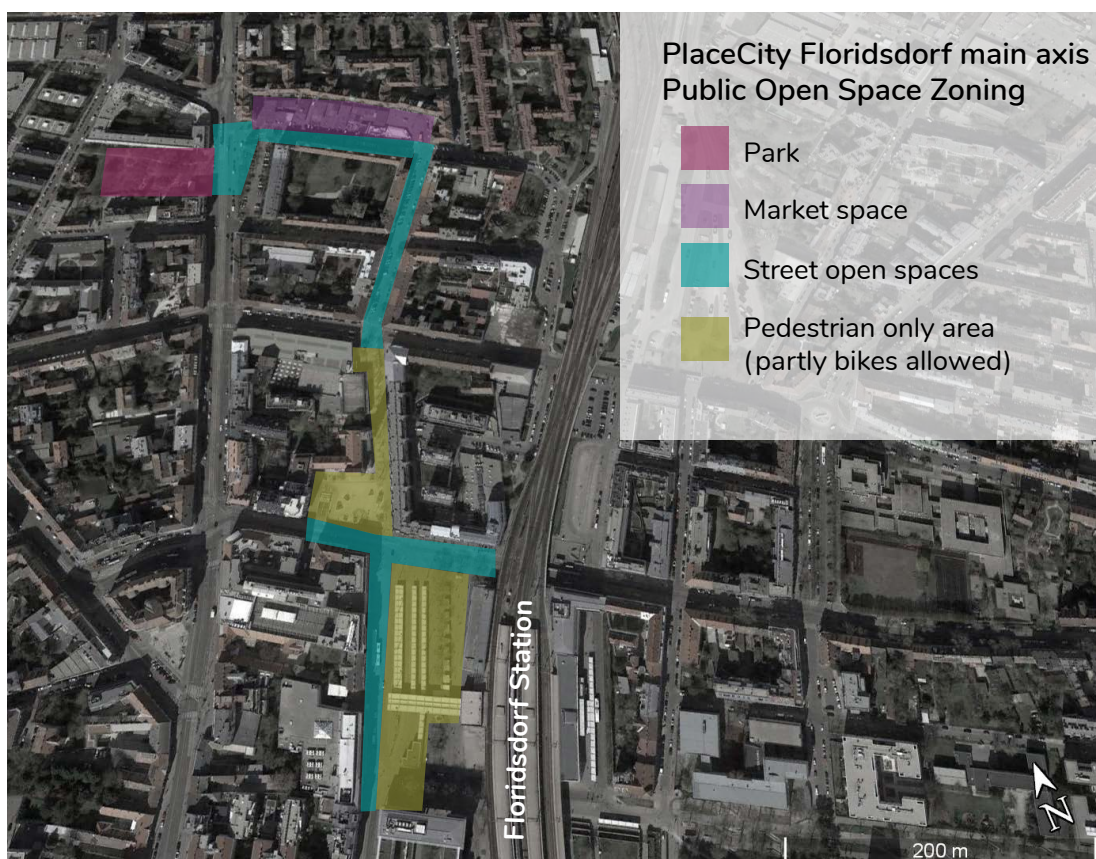 PlaceCity Floridsdorf main axis
Public Open Space Zoning
Park
Market space
Street open spaces
Pedestrian only area
(partly bikes allowed)
Floridsdorf Station
N
200 m